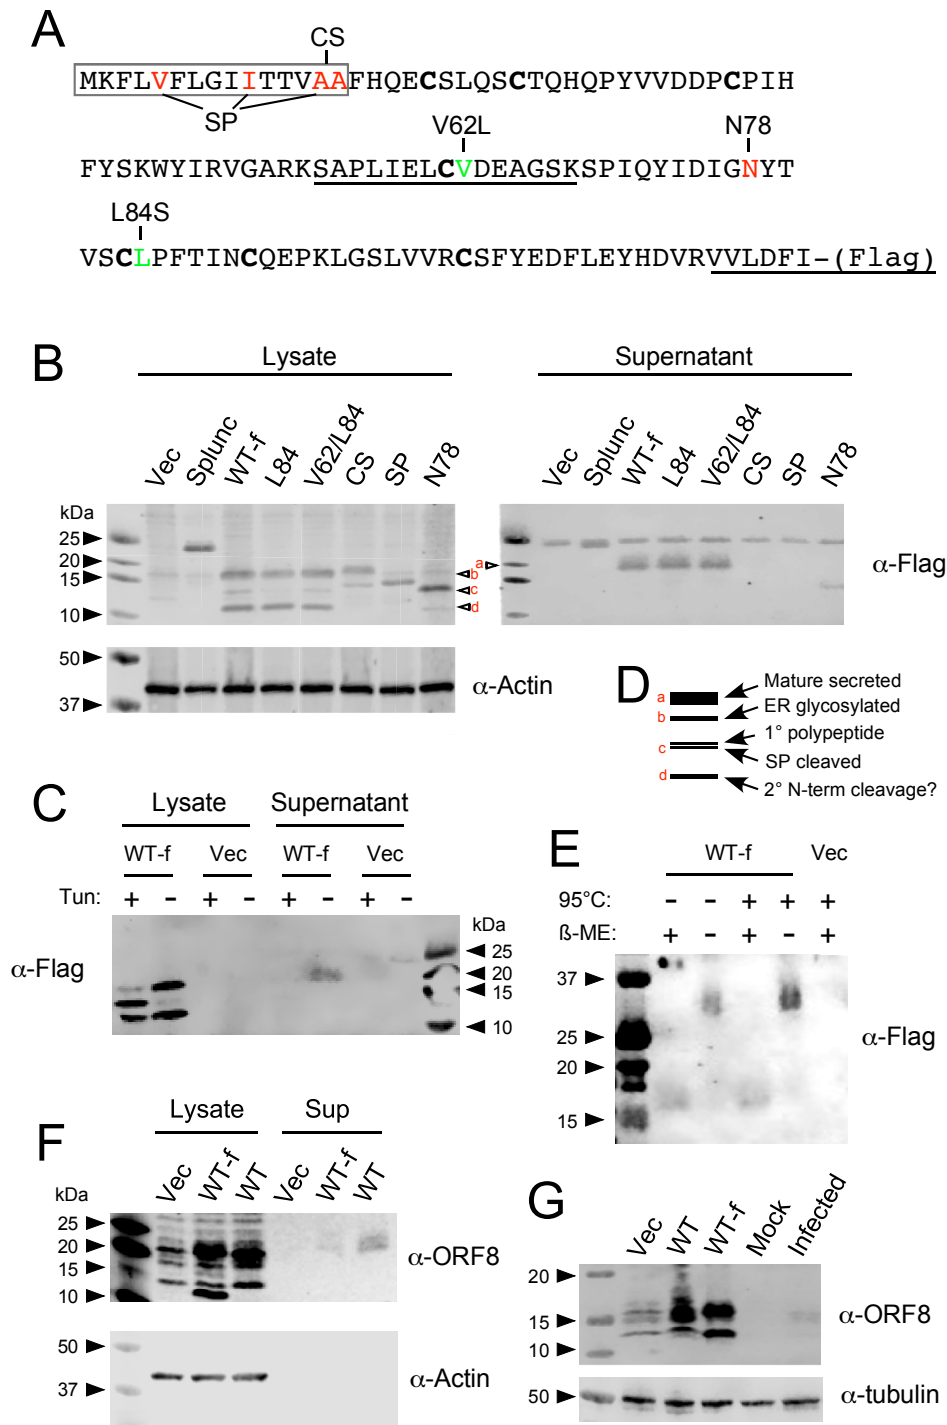 A
CS
MKFLVFLGIITTVAAFHQECSLQSCTQHQPYVVDDPCPIH
SP
V62L
N78
FYSKWYIRVGARKSAPLIELCVDEAGSKSPIQYIDIGNYT
L84S
VSCLPFTINCQEPKLGSLVVRCSFYEDFLEYHDVRVVLDFI-(Flag)
B
Lysate
Supernatant
Vec Splunc WT-f L84 V62/L84 CS SP N78
Vec Splunc WT-f L84 V62/L84 CS SP N78
kDa
25
20
15
10
a
b
c
d
α-Flag
50
37
α-Actin
D
a
b
c
d
Mature secreted
ER glycosylated
1° polypeptide
SP cleaved
2° N-term cleavage?
C
Lysate Supernatant
WT-f Vec WT-f Vec
Tun: + - + - + - + -
kDa
25
20
15
10
α-Flag
E
WT-f Vec
95°C: - - + + +
ß-ME: + - + - +
37
25
20
15
α-Flag
F
Lysate Sup
Vec WT-f WT Vec WT-f WT
kDa
25
20
15
10
α-ORF8
50
37
α-Actin
G
Vec WT WT-f Mock Infected
20
15
10
α-ORF8
50
α-tubulin